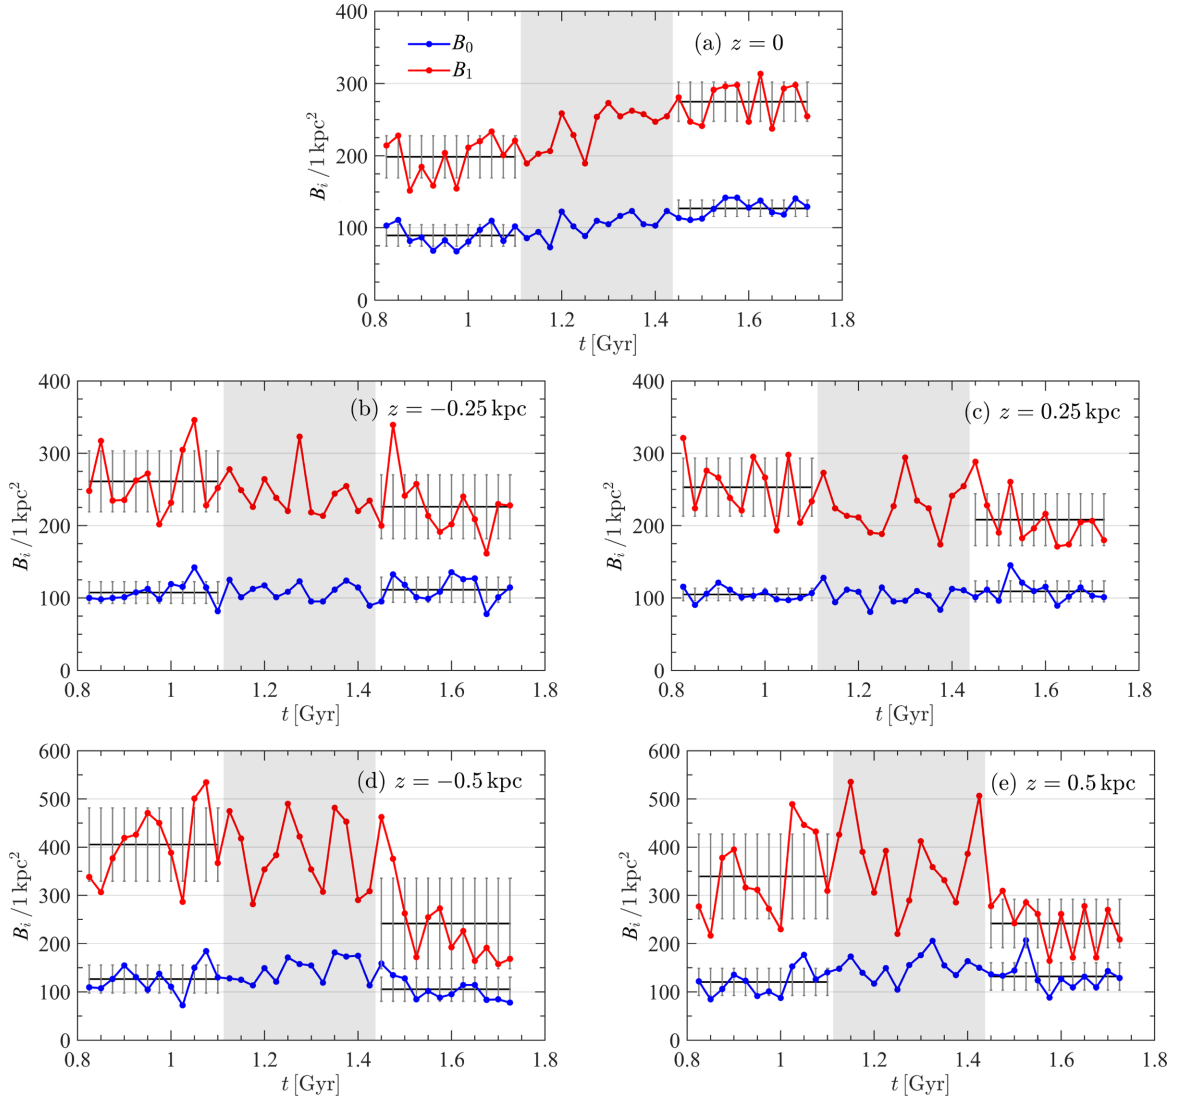 400
300
200
100
0
B₀
B₁
(a) z = 0
Bᵢ / 1 kpc²
0.8 1 1.2 1.4 1.6 1.8
t [Gyr]
400
300
200
100
0
(b) z = −0.25 kpc
Bᵢ / 1 kpc²
0.8 1 1.2 1.4 1.6 1.8
t [Gyr]
400
300
200
100
0
(c) z = 0.25 kpc
Bᵢ / 1 kpc²
0.8 1 1.2 1.4 1.6 1.8
t [Gyr]
600
500
400
300
200
100
0
(d) z = −0.5 kpc
Bᵢ / 1 kpc²
0.8 1 1.2 1.4 1.6 1.8
t [Gyr]
600
500
400
300
200
100
0
(e) z = 0.5 kpc
Bᵢ / 1 kpc²
0.8 1 1.2 1.4 1.6 1.8
t [Gyr]